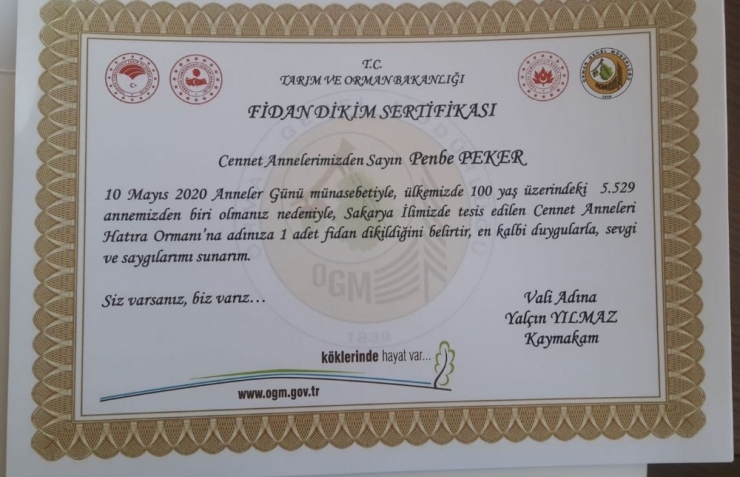 T.C.
TARIM VE ORMAN BAKANLIĞI
FİDAN DİKİM SERTİFİKASI
Cennet Annelerimizden Sayın Penbe PEKER
10 Mayıs 2020 Anneler Günü münasebetiyle, ülkemizde 100 yaş üzerindeki 5.529
annemizden biri olmanız nedeniyle, Sakarya İlimizde tesis edilen Cennet Anneleri
Hatıra Ormanı'na adınıza 1 adet fidan dikildiğini belirtir, en kalbi duygularla, sevgi
ve saygılarımı sunarım.
Siz varsanız, biz varız...
Vali Adına
Yalçın YILMAZ
Kaymakam
OGM
1839
köklerinde hayat var...
www.ogm.gov.tr